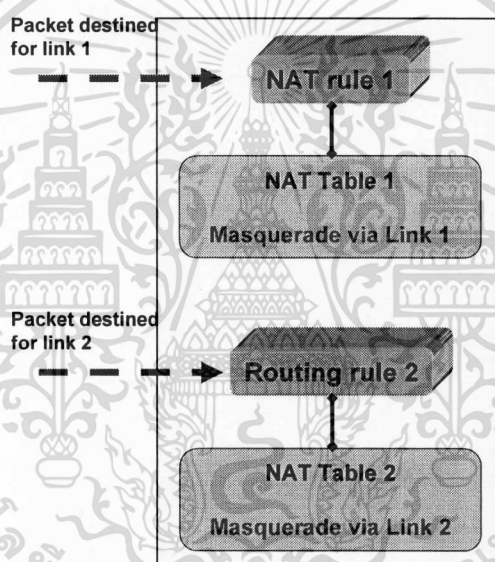 Packet destined
for link 1
NAT rule 1
NAT Table 1
Masquerade via Link 1
Packet destined
for link 2
Routing rule 2
NAT Table 2
Masquerade via Link 2